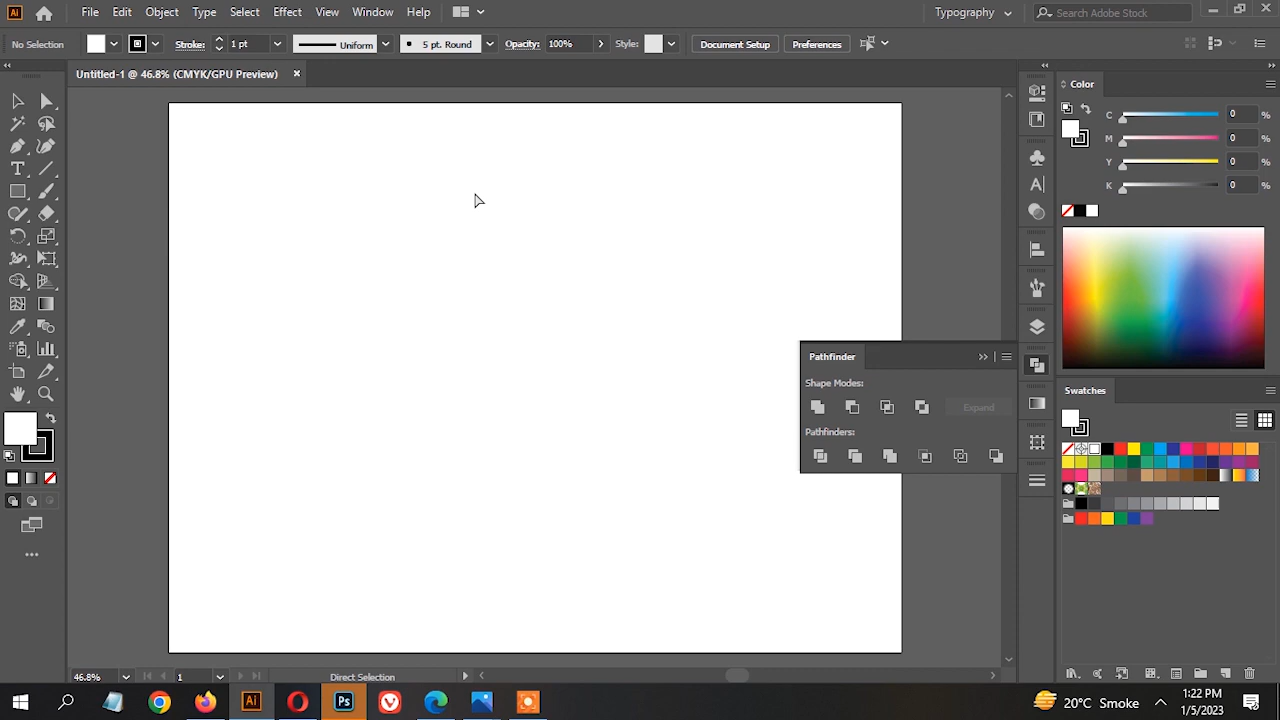 Ai File Edit Object Type Select Effect View Window Help Typography Search Adobe Stock
No Selection Stroke: 1 pt Uniform 5 pt. Round Opacity: 100% Style: Document Setup Preferences
Untitled-1 @ 46.8% (CMYK/GPU Preview)
Color
C 0 %
M 0 %
Y 0 %
K 0 %
Pathfinder
Shape Modes:
Expand
Pathfinders:
Swatches
46.8% 1 Direct Selection
Ai Ps 20°C Smoke 1:22 PM
1/5/2023